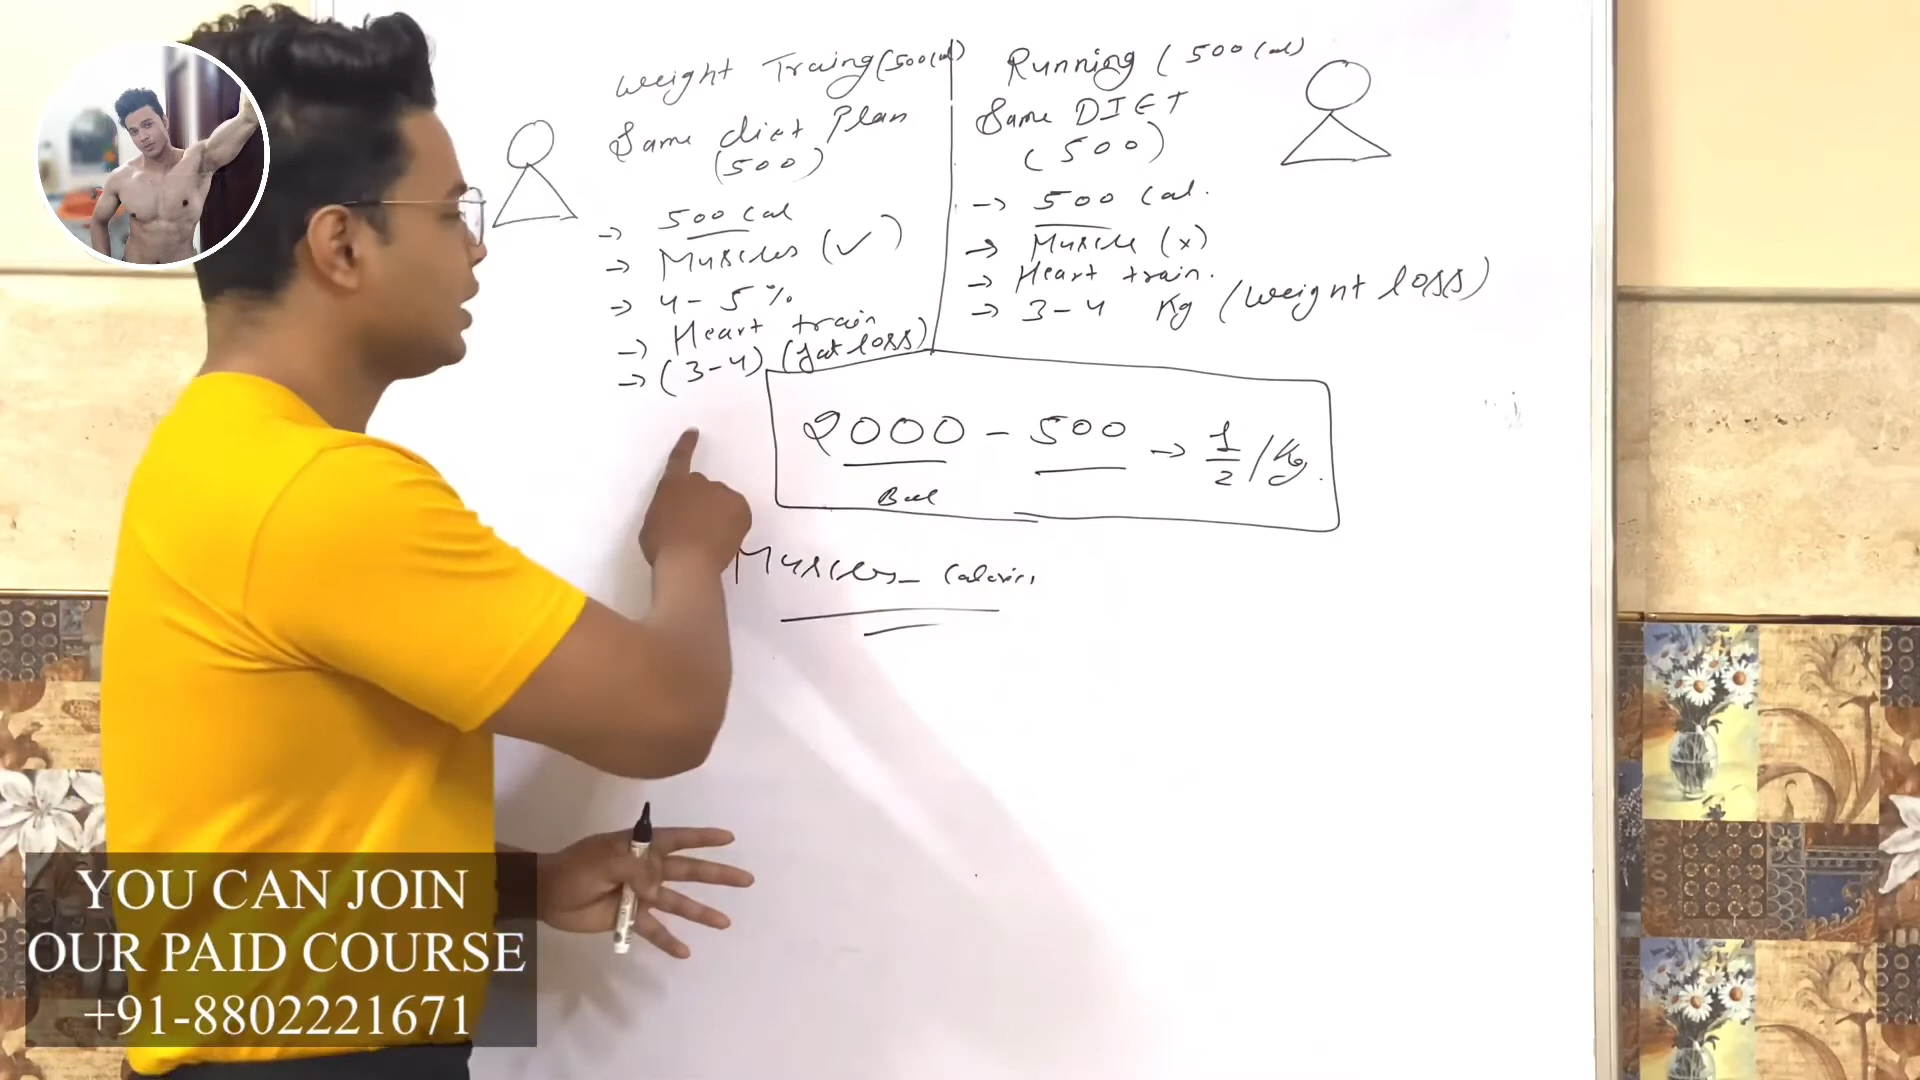 Weight Traing (500 Cal)
Same diet Plan
(500)
→ 500 Cal
→ Muscles (✓)
→ 4-5%
→ Heart train
→ (3-4) (fat loss)
Running (500 Cal)
Same DIET
(500)
→ 500 Cal.
→ Muscle (x)
→ Heart train.
→ 3-4 Kg (Weight loss)
2000 - 500 → 1/2 /Kg.
Muscles - Calories
YOU CAN JOIN
OUR PAID COURSE
+91-8802221671